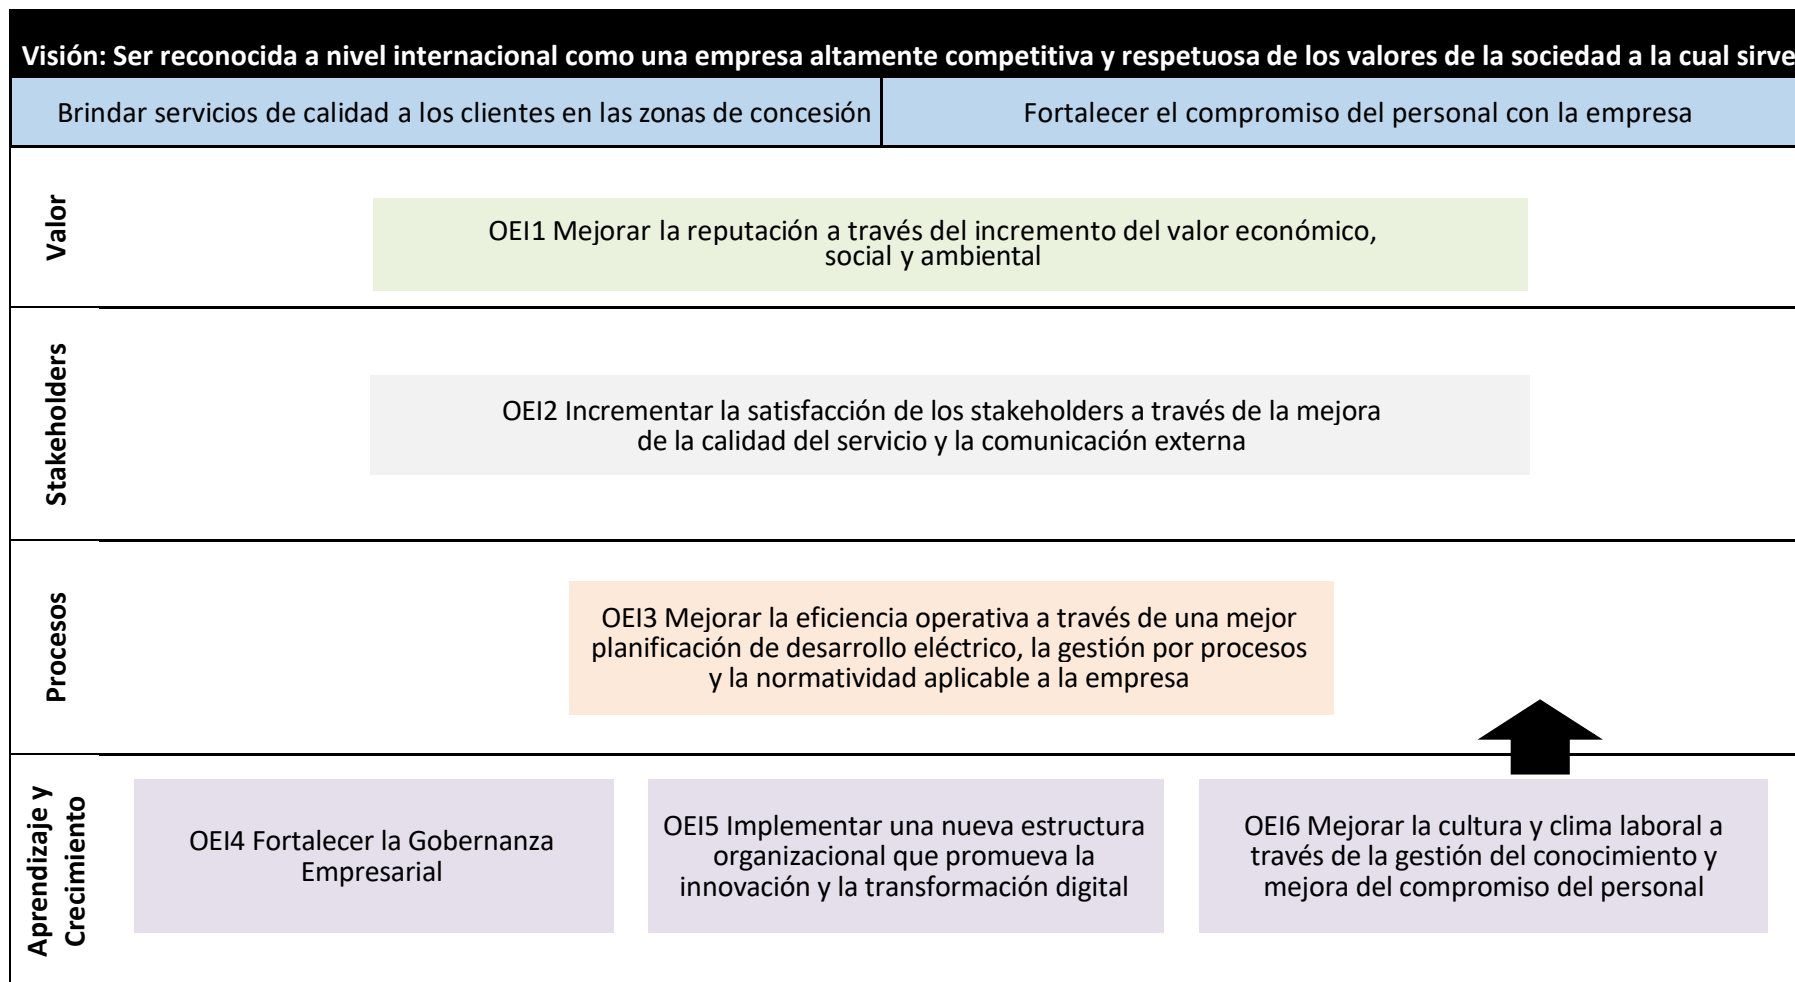 Visión: Ser reconocida a nivel internacional como una empresa altamente competitiva y respetuosa de los valores de la sociedad a la cual sirve
Brindar servicios de calidad a los clientes en las zonas de concesión
Fortalecer el compromiso del personal con la empresa
Valor
OEI1 Mejorar la reputación a través del incremento del valor económico,
social y ambiental
Stakeholders
OEI2 Incrementar la satisfacción de los stakeholders a través de la mejora
de la calidad del servicio y la comunicación externa
Procesos
OEI3 Mejorar la eficiencia operativa a través de una mejor
planificación de desarrollo eléctrico, la gestión por procesos
y la normatividad aplicable a la empresa
Aprendizaje y
Crecimiento
OEI4 Fortalecer la Gobernanza
Empresarial
OEI5 Implementar una nueva estructura
organizacional que promueva la
innovación y la transformación digital
OEI6 Mejorar la cultura y clima laboral a
través de la gestión del conocimiento y
mejora del compromiso del personal